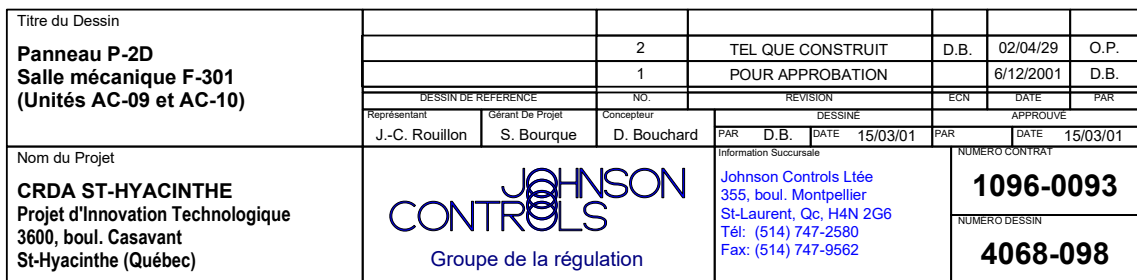 Titre du Dessin
Panneau P-2D
Salle mécanique F-301
(Unités AC-09 et AC-10)
2 TEL QUE CONSTRUIT D.B. 02/04/29 O.P.
1 POUR APPROBATION 6/12/2001 D.B.
DESSIN DE REFERENCE NO. REVISION ECN DATE PAR
Représentant Gérant De Projet Concepteur DESSINÉ APPROUVÉ
J.-C. Rouillon S. Bourque D. Bouchard PAR D.B. DATE 15/03/01 PAR DATE 15/03/01
Nom du Projet
CRDA ST-HYACINTHE
Projet d'Innovation Technologique
3600, boul. Casavant
St-Hyacinthe (Québec)
JOHNSON
CONTROLS
Groupe de la régulation
Information Succursale
Johnson Controls Ltée
355, boul. Montpellier
St-Laurent, Qc, H4N 2G6
Tél: (514) 747-2580
Fax: (514) 747-9562
NUMÉRO CONTRAT
1096-0093
NUMÉRO DESSIN
4068-098